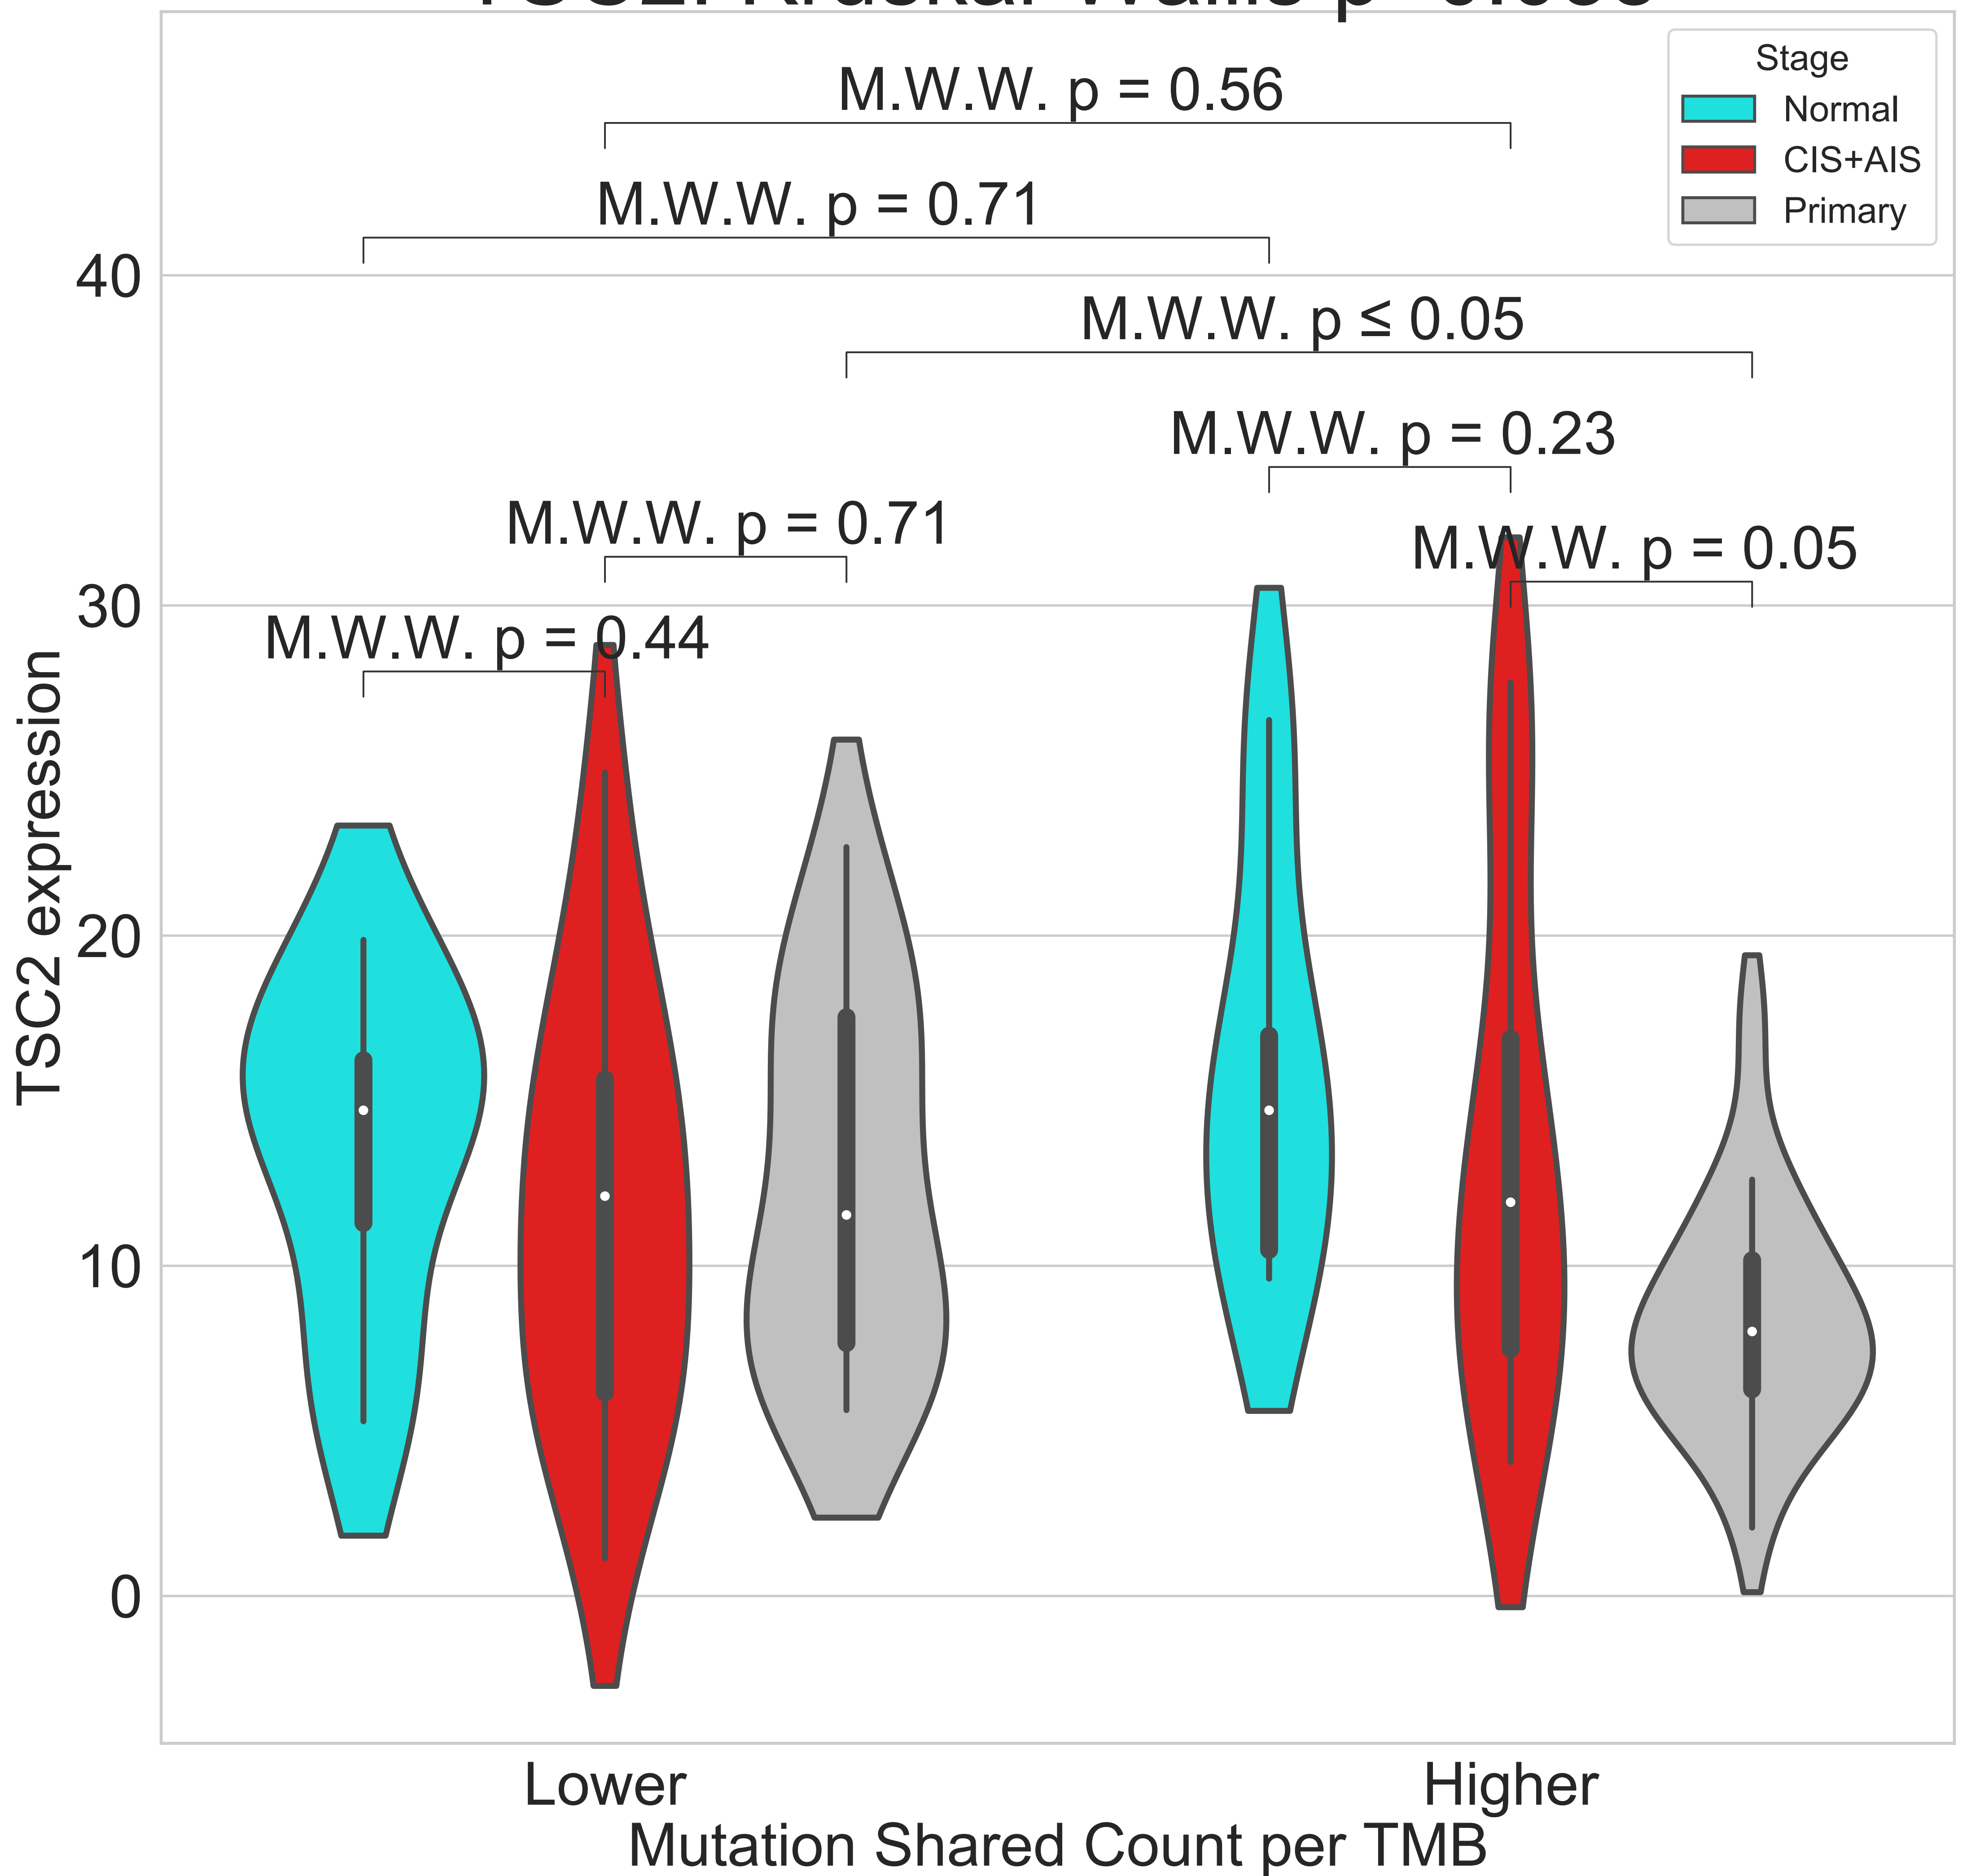 Stage
Normal
CIS+AIS
Primary
M.W.W. p = 0.56
M.W.W. p = 0.71
M.W.W. p ≤ 0.05
M.W.W. p = 0.23
M.W.W. p = 0.71
M.W.W. p = 0.05
M.W.W. p = 0.44
40
30
20
10
0
TSC2 expression
Lower
Higher
Mutation Shared Count per TMB